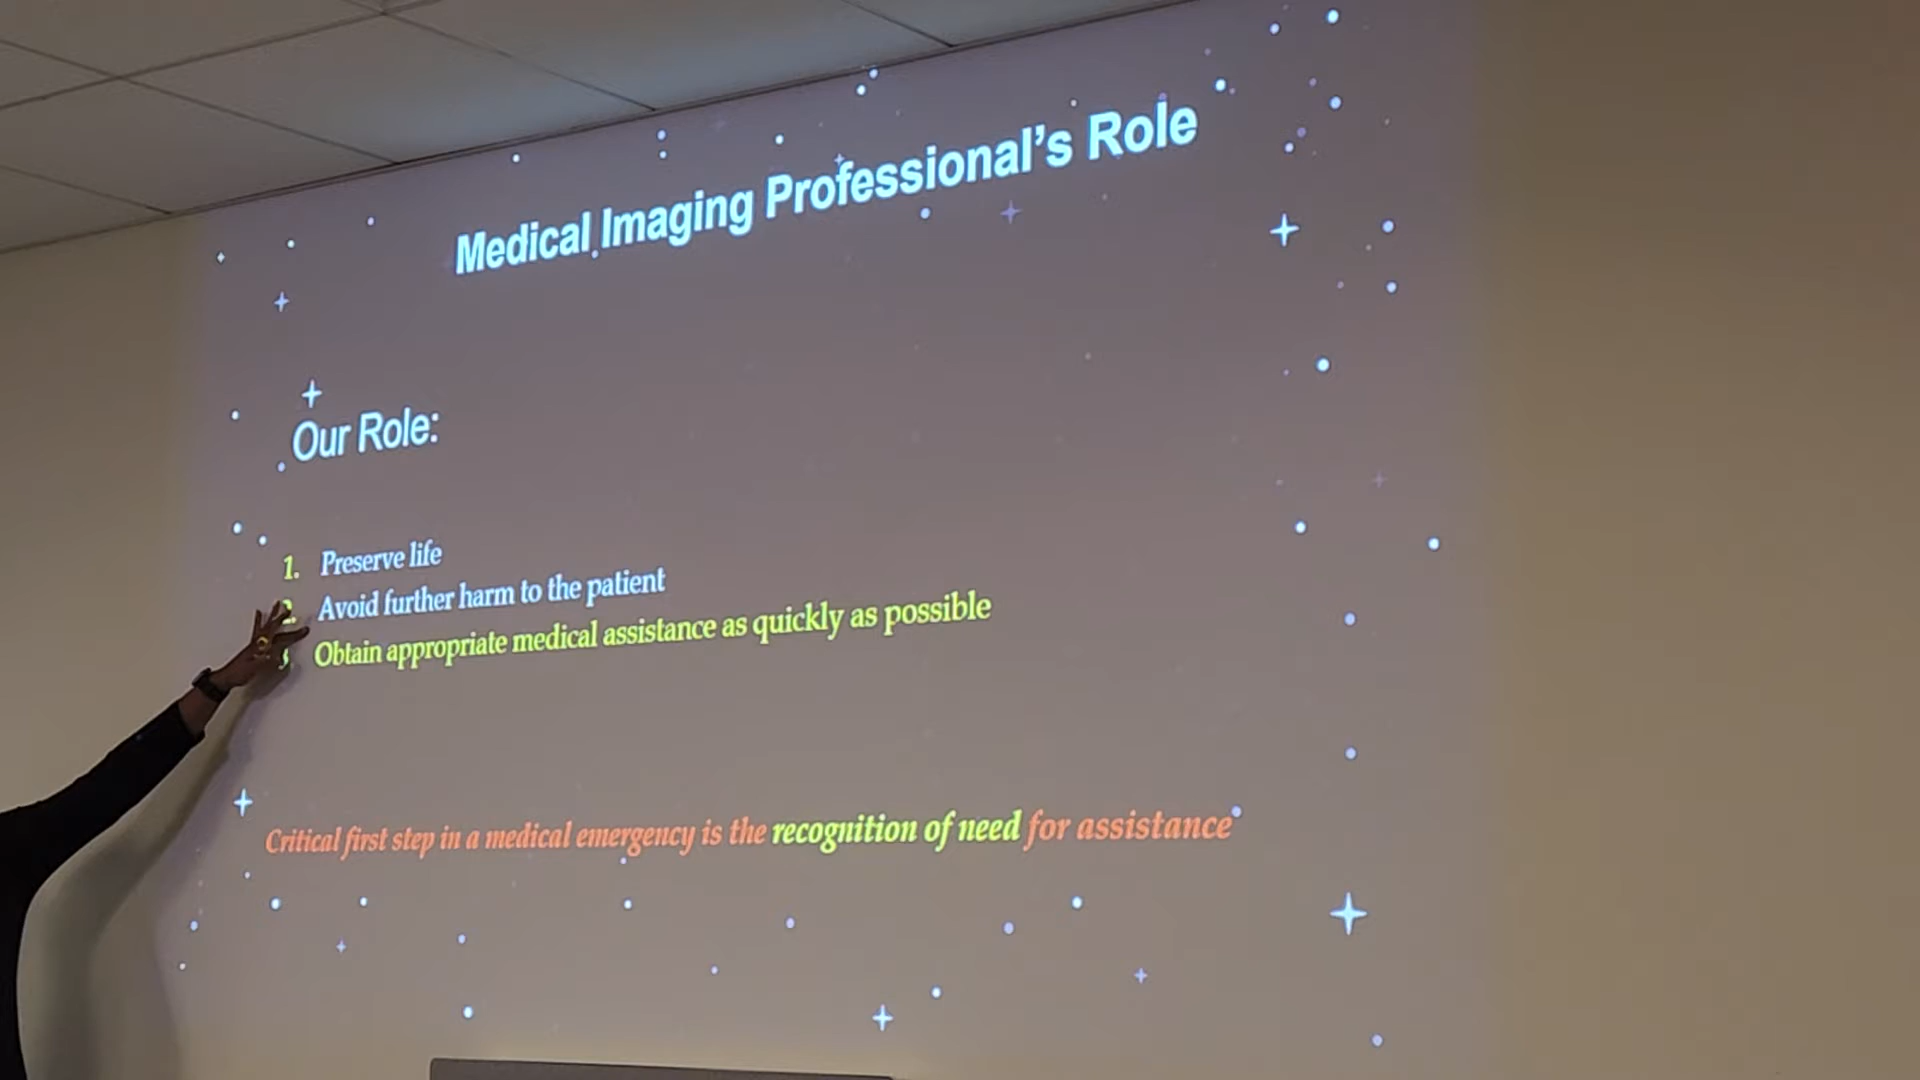 Medical Imaging Professional's Role
Our Role:
1. Preserve life
2. Avoid further harm to the patient
Obtain appropriate medical assistance as quickly as possible
Critical first step in a medical emergency is the recognition of need for assistance